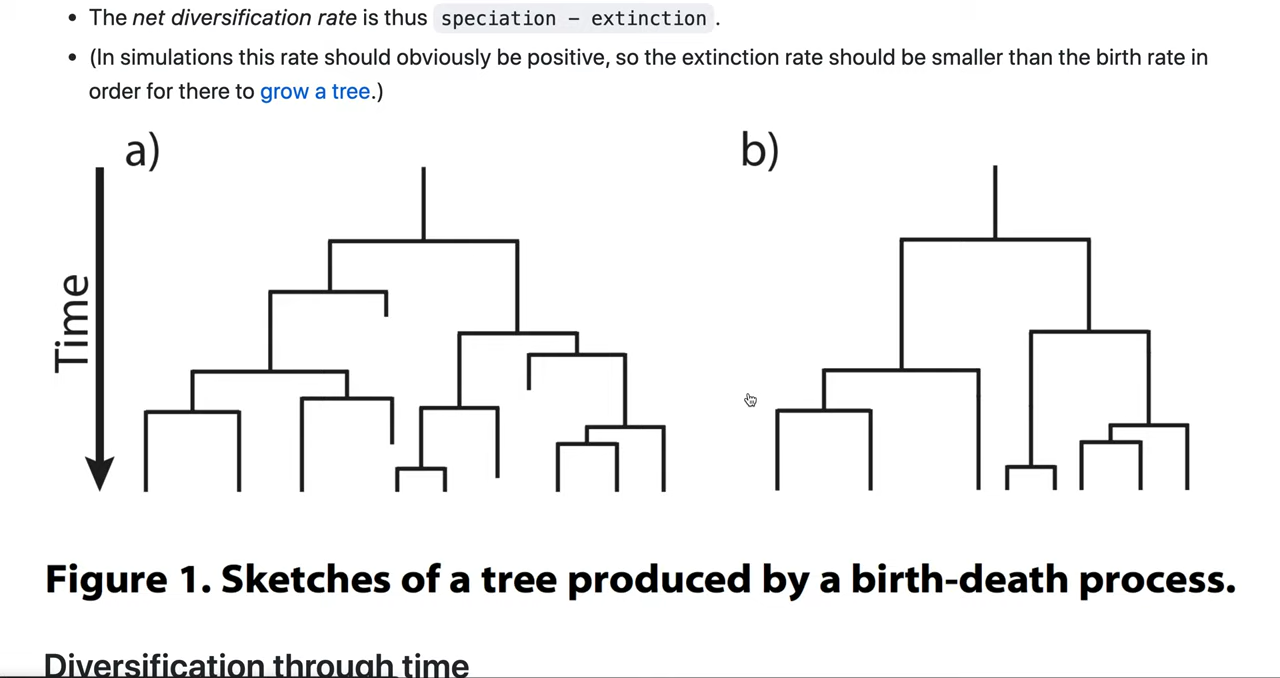 The net diversification rate is thus speciation − extinction .
(In simulations this rate should obviously be positive, so the extinction rate should be smaller than the birth rate in
order for there to grow a tree.)
a)
b)
Time
Figure 1. Sketches of a tree produced by a birth-death process.
Diversification through time